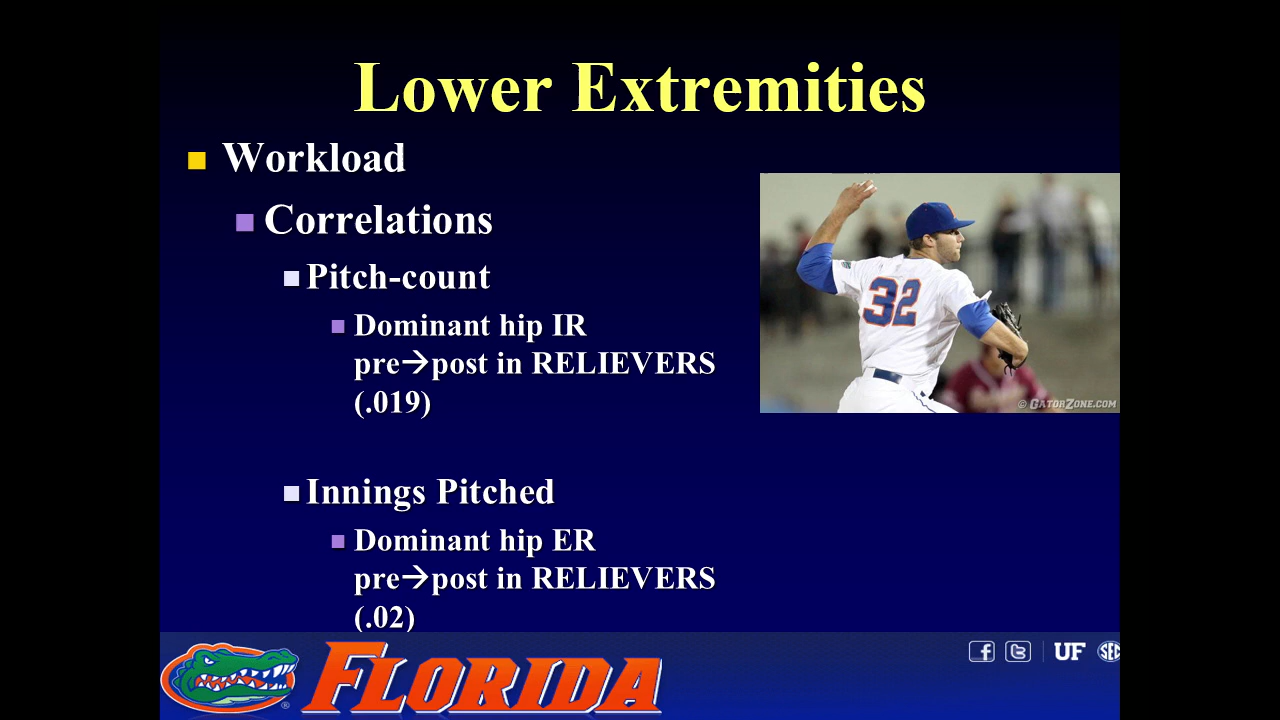 Lower Extremities
Workload
Correlations
Pitch-count
Dominant hip IR
pre→post in RELIEVERS
(.019)
32
© GATORZONE.COM
Innings Pitched
Dominant hip ER
pre→post in RELIEVERS
(.02)
FLORIDA
UF
SEC